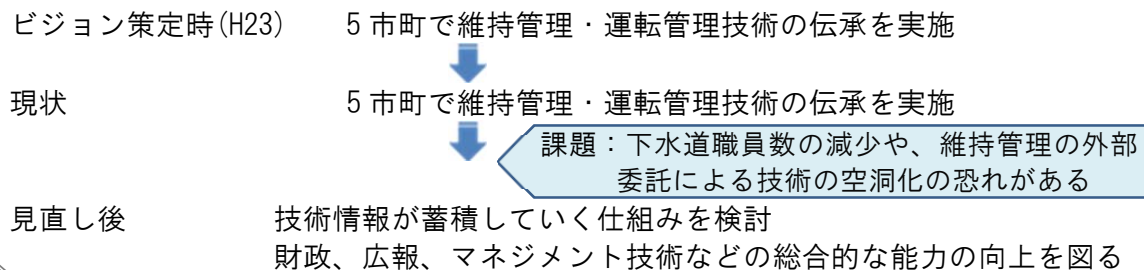 ビジョン策定時(H23)　5市町で維持管理・運転管理技術の伝承を実施
現状　5市町で維持管理・運転管理技術の伝承を実施
課題：下水道職員数の減少や、維持管理の外部
委託による技術の空洞化の恐れがある
見直し後　技術情報が蓄積していく仕組みを検討
財政、広報、マネジメント技術などの総合的な能力の向上を図る